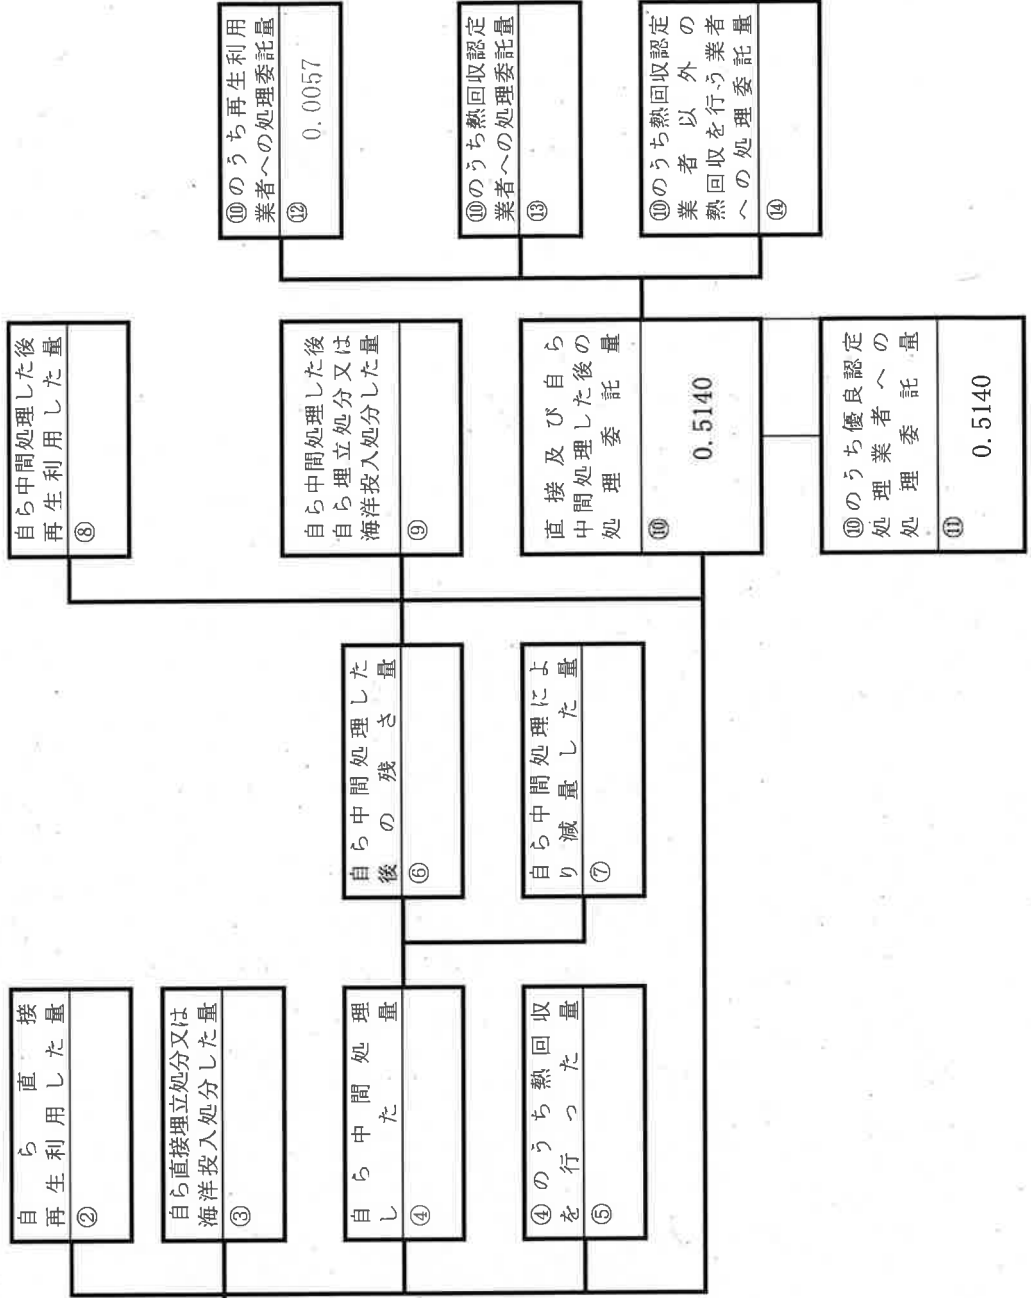 自ら直接
再生利用した量
②
自ら直接埋立処分又は
海洋投入処分した量
③
自ら中間処理
した量
④
④のうち熱回収
を行った量
⑤
自ら中間処理した
後の残さ量
⑥
自ら中間処理によ
り減量した量
⑦
自ら中間処理した後
再生利用した量
⑧
自ら中間処理した後
自ら埋立処分又は
海洋投入処分した量
⑨
直接及び自ら
中間処理した後の
処理委託量
⑩
0.5140
⑩のうち優良認定
処理業者への
処理委託量
⑪
0.5140
⑩のうち再生利用
業者への処理委託量
⑫
0.0057
⑩のうち熱回収認定
業者への処理委託量
⑬
⑩のうち熱回収認定
業者以外の
熱回収を行う業者
への処理委託量
⑭